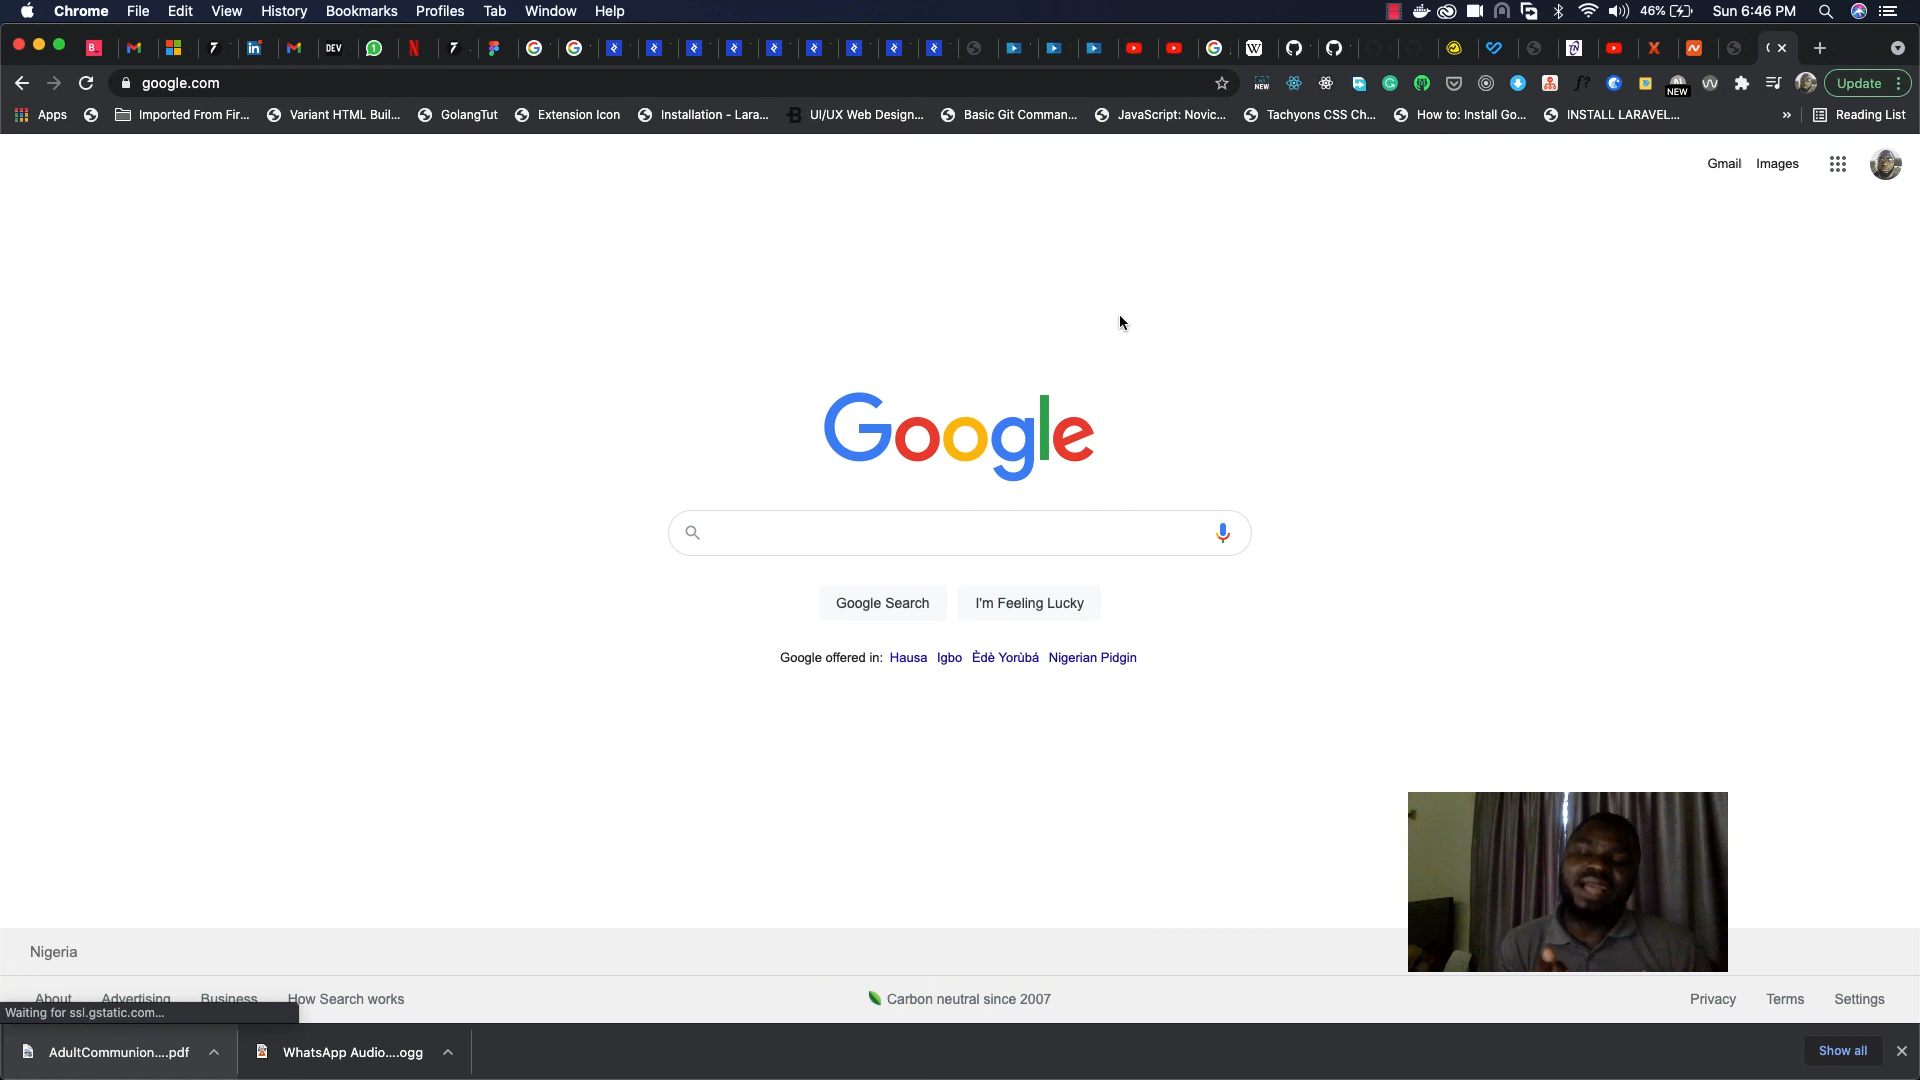 Chrome File Edit View History Bookmarks Profiles Tab Window Help 46% Sun 6:46 PM
DEV
google.com NEW NEW Update
Apps Imported From Fir... Variant HTML Buil... GolangTut Extension Icon Installation - Lara... UI/UX Web Design... Basic Git Comman... JavaScript: Novic... Tachyons CSS Ch... How to: Install Go... INSTALL LARAVEL... » Reading List
Gmail Images
Google
Google Search I'm Feeling Lucky
Google offered in: Hausa Igbo Èdè Yorùbá Nigerian Pidgin
Nigeria
About Advertising Business How Search works Carbon neutral since 2007 Privacy Terms Settings
Waiting for ssl.gstatic.com...
AdultCommunion....pdf WhatsApp Audio....ogg Show all